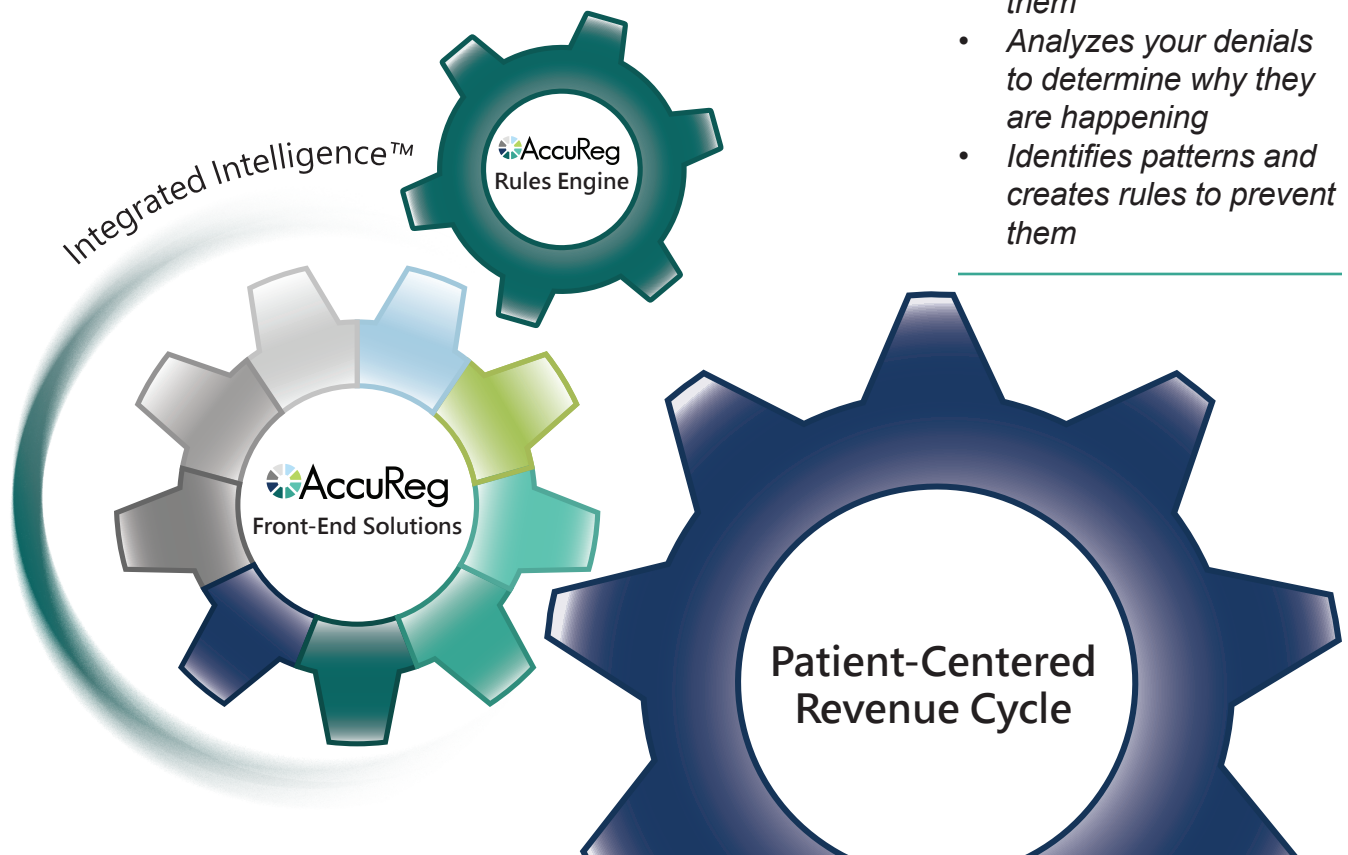 them
• Analyzes your denials
to determine why they
are happening
• Identifies patterns and
creates rules to prevent
them
Integrated Intelligence™
AccuReg
Rules Engine
AccuReg
Front-End Solutions
Patient-Centered
Revenue Cycle